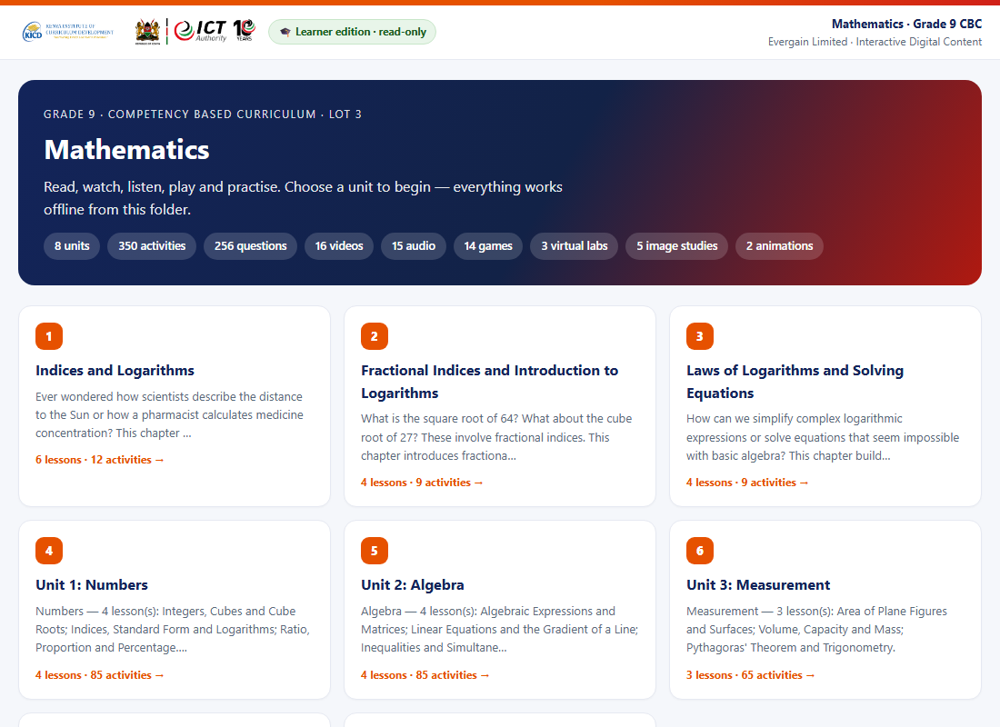 KICD
KENYA INSTITUTE OF
CURRICULUM DEVELOPMENT
ICT
Authority
10
YEARS
Learner edition · read-only
Mathematics · Grade 9 CBC
Evergain Limited · Interactive Digital Content
GRADE 9 · COMPETENCY BASED CURRICULUM · LOT 3
Mathematics
Read, watch, listen, play and practise. Choose a unit to begin — everything works
offline from this folder.
8 units
350 activities
256 questions
16 videos
15 audio
14 games
3 virtual labs
5 image studies
2 animations
1
Indices and Logarithms
Ever wondered how scientists describe the distance
to the Sun or how a pharmacist calculates medicine
concentration? This chapter ...
6 lessons · 12 activities →
2
Fractional Indices and Introduction to
Logarithms
What is the square root of 64? What about the cube
root of 27? These involve fractional indices. This
chapter introduces fractiona...
4 lessons · 9 activities →
3
Laws of Logarithms and Solving
Equations
How can we simplify complex logarithmic
expressions or solve equations that seem impossible
with basic algebra? This chapter build...
4 lessons · 9 activities →
4
Unit 1: Numbers
Numbers — 4 lesson(s): Integers, Cubes and Cube
Roots; Indices, Standard Form and Logarithms; Ratio,
Proportion and Percentage....
4 lessons · 85 activities →
5
Unit 2: Algebra
Algebra — 4 lesson(s): Algebraic Expressions and
Matrices; Linear Equations and the Gradient of a Line;
Inequalities and Simultane...
4 lessons · 85 activities →
6
Unit 3: Measurement
Measurement — 3 lesson(s): Area of Plane Figures
and Surfaces; Volume, Capacity and Mass;
Pythagoras' Theorem and Trigonometry.
3 lessons · 65 activities →